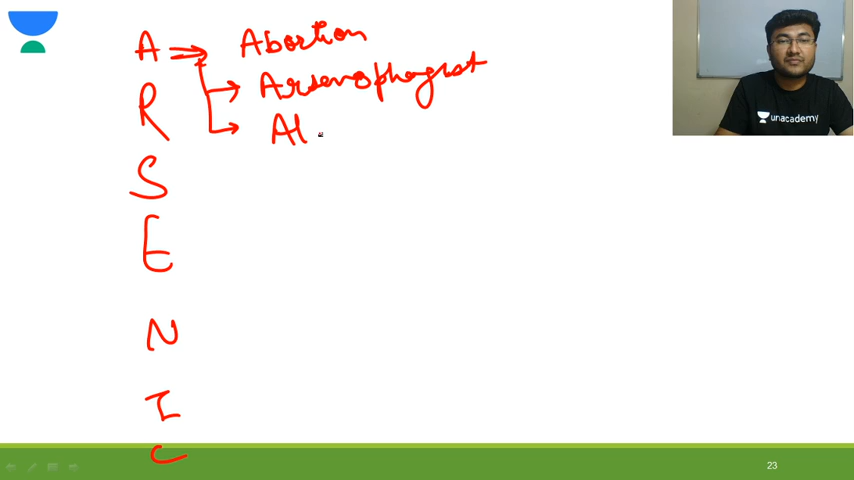 A ⇒ Abortion
→ Arsenophagist
→ Al
R
S
E
N
I
C
unacademy
23